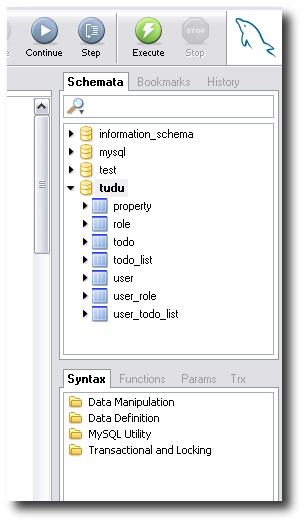 Continue Step Execute Stop
Schemata Bookmarks History
information_schema
mysql
test
tudu
property
role
todo
todo_list
user
user_role
user_todo_list
Syntax Functions Params Trx
Data Manipulation
Data Definition
MySQL Utility
Transactional and Locking